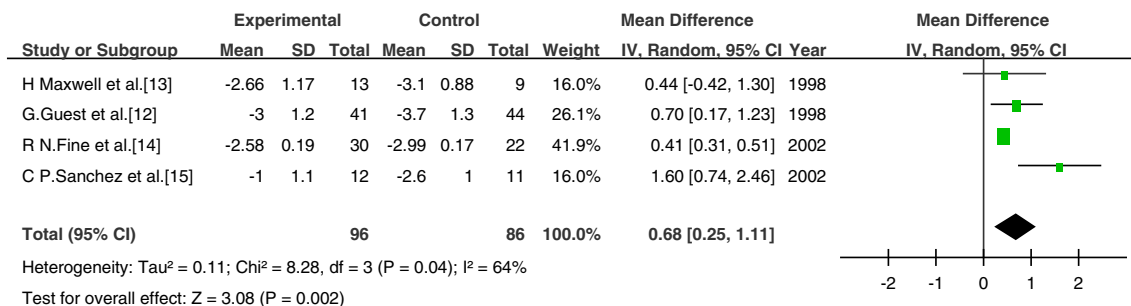 Experimental Control Mean Difference Mean Difference
Study or Subgroup Mean SD Total Mean SD Total Weight IV, Random, 95% CI Year IV, Random, 95% CI
H Maxwell et al.[13] -2.66 1.17 13 -3.1 0.88 9 16.0% 0.44 [-0.42, 1.30] 1998
G.Guest et al.[12] -3 1.2 41 -3.7 1.3 44 26.1% 0.70 [0.17, 1.23] 1998
R N.Fine et al.[14] -2.58 0.19 30 -2.99 0.17 22 41.9% 0.41 [0.31, 0.51] 2002
C P.Sanchez et al.[15] -1 1.1 12 -2.6 1 11 16.0% 1.60 [0.74, 2.46] 2002
Total (95% CI) 96 86 100.0% 0.68 [0.25, 1.11]
Heterogeneity: Tau² = 0.11; Chi² = 8.28, df = 3 (P = 0.04); I² = 64%
-2 -1 0 1 2
Test for overall effect: Z = 3.08 (P = 0.002)